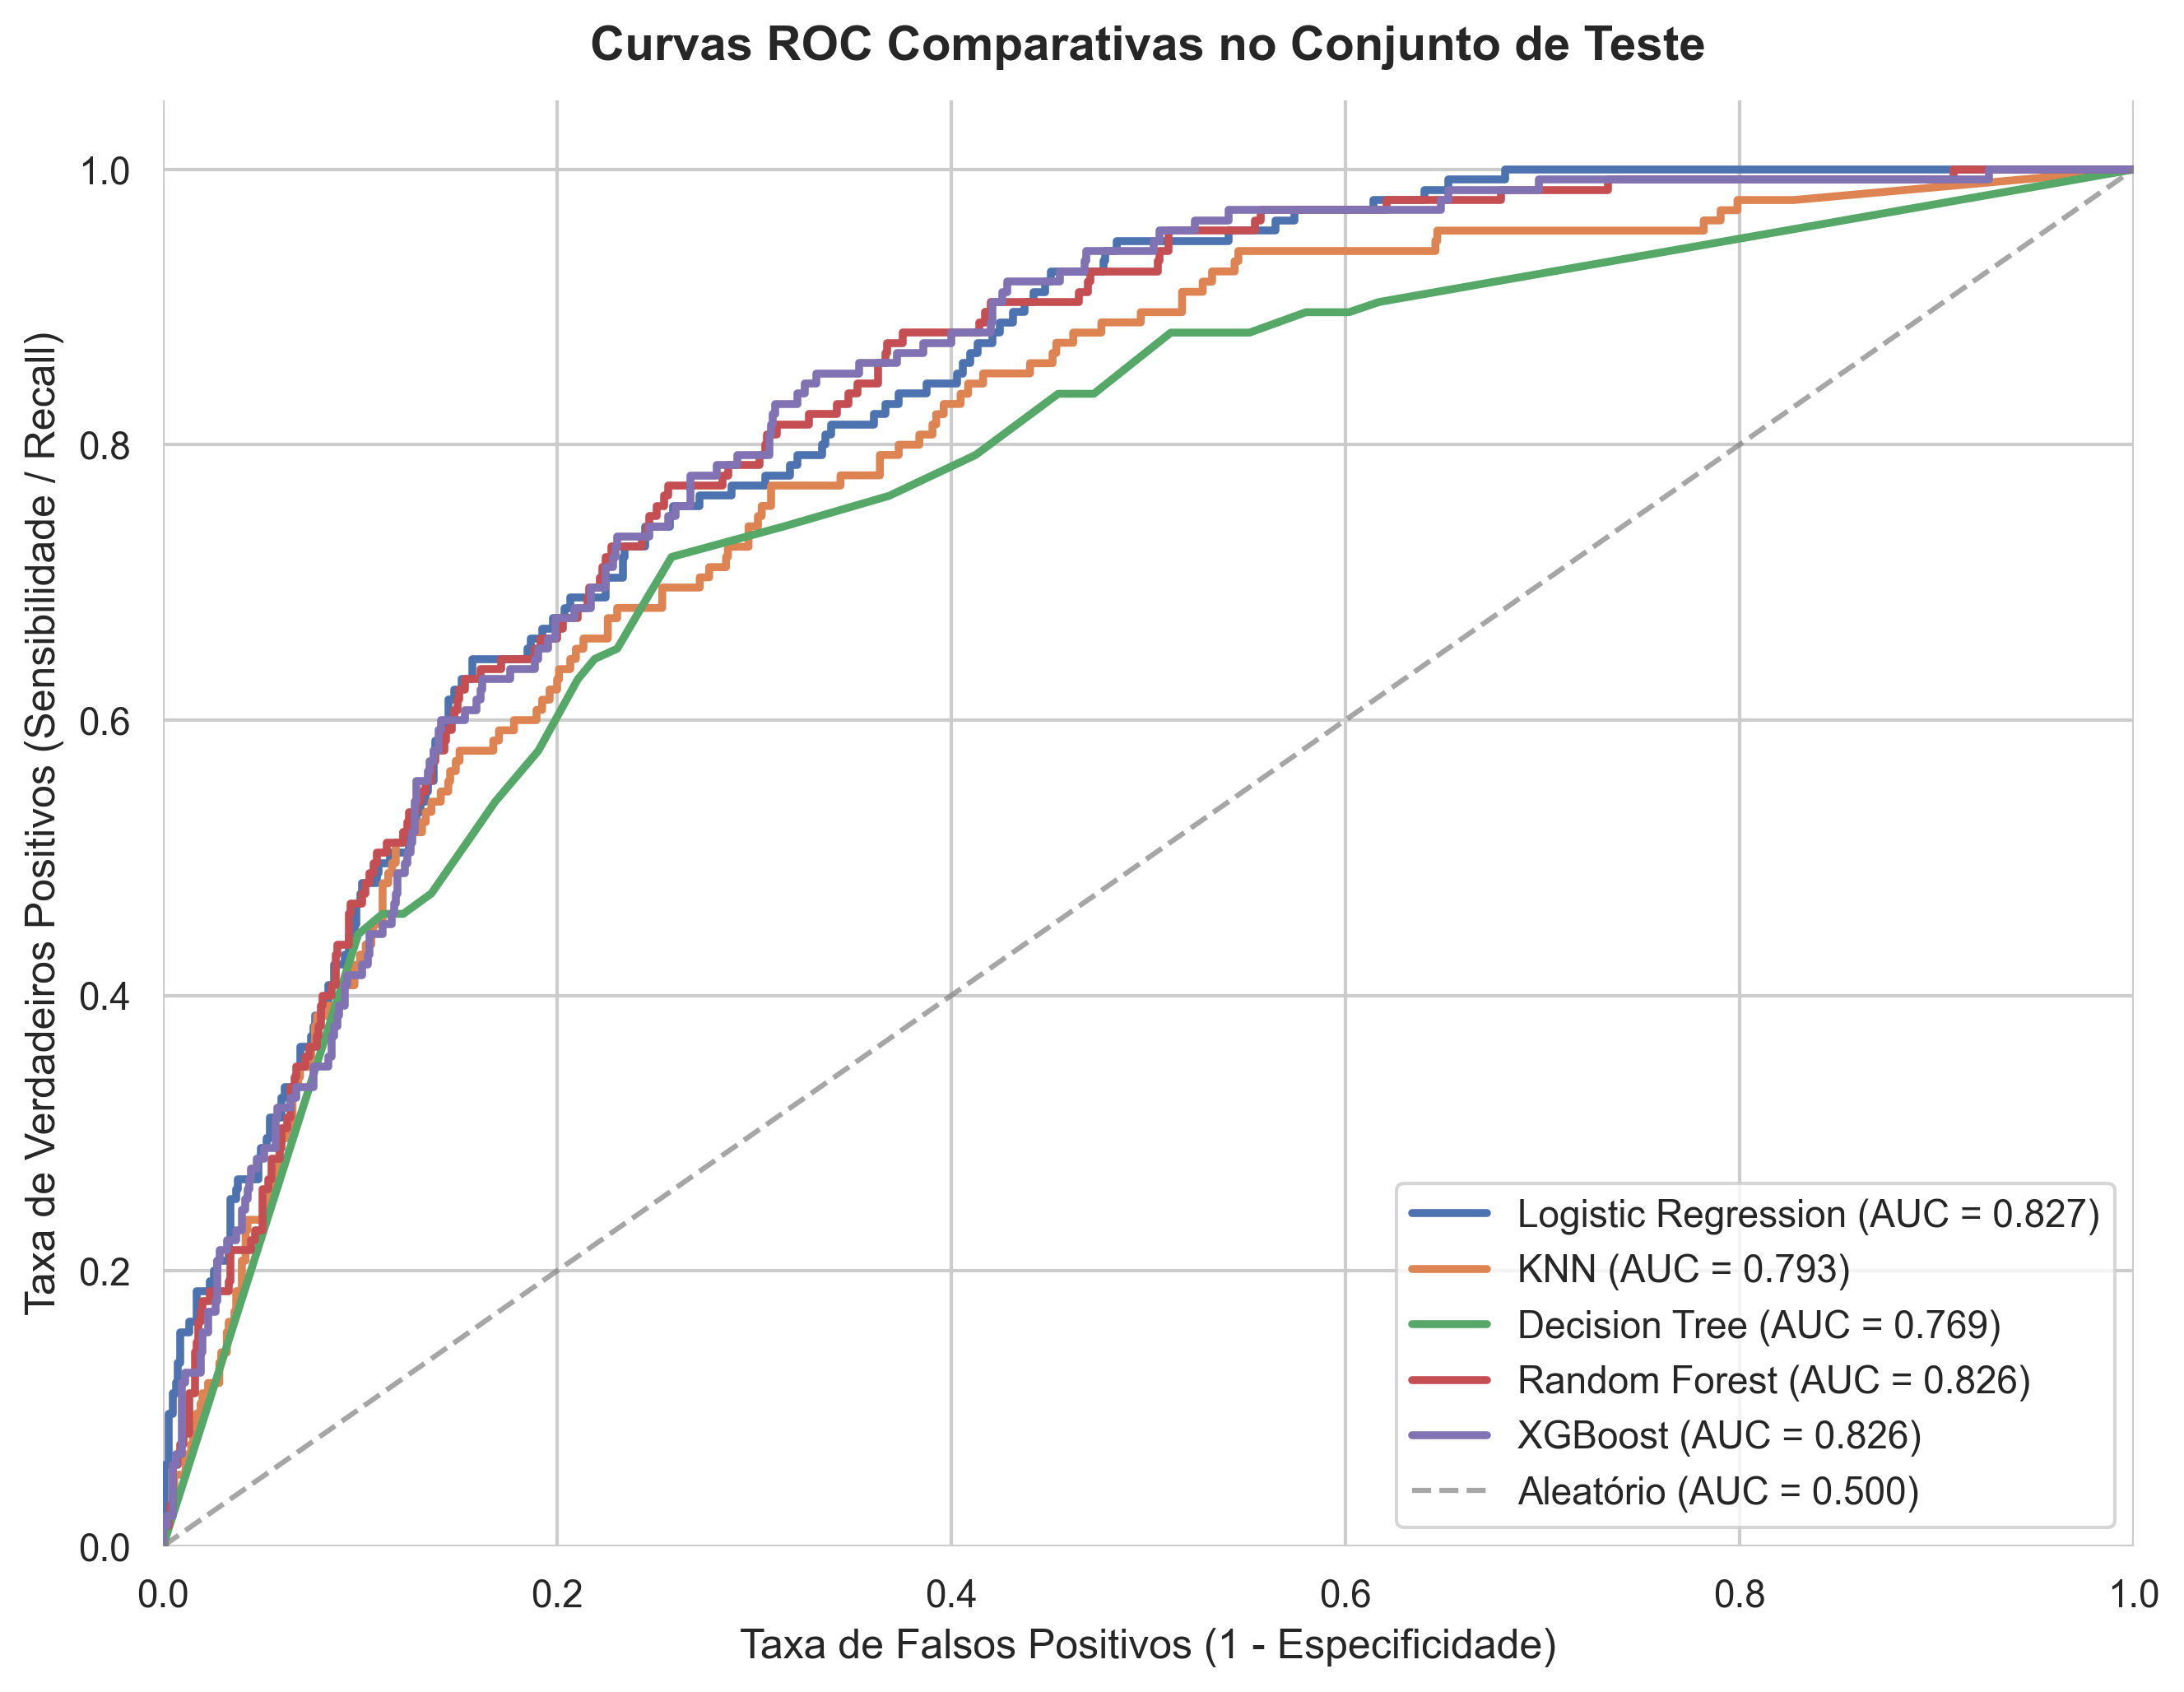 Curvas ROC Comparativas no Conjunto de Teste
Taxa de Verdadeiros Positivos (Sensibilidade / Recall)
1.0
0.8
0.6
0.4
0.2
0.0
0.0
0.2
0.4
0.6
0.8
1.0
Taxa de Falsos Positivos (1 - Especificidade)
Logistic Regression (AUC = 0.827)
KNN (AUC = 0.793)
Decision Tree (AUC = 0.769)
Random Forest (AUC = 0.826)
XGBoost (AUC = 0.826)
Aleatório (AUC = 0.500)